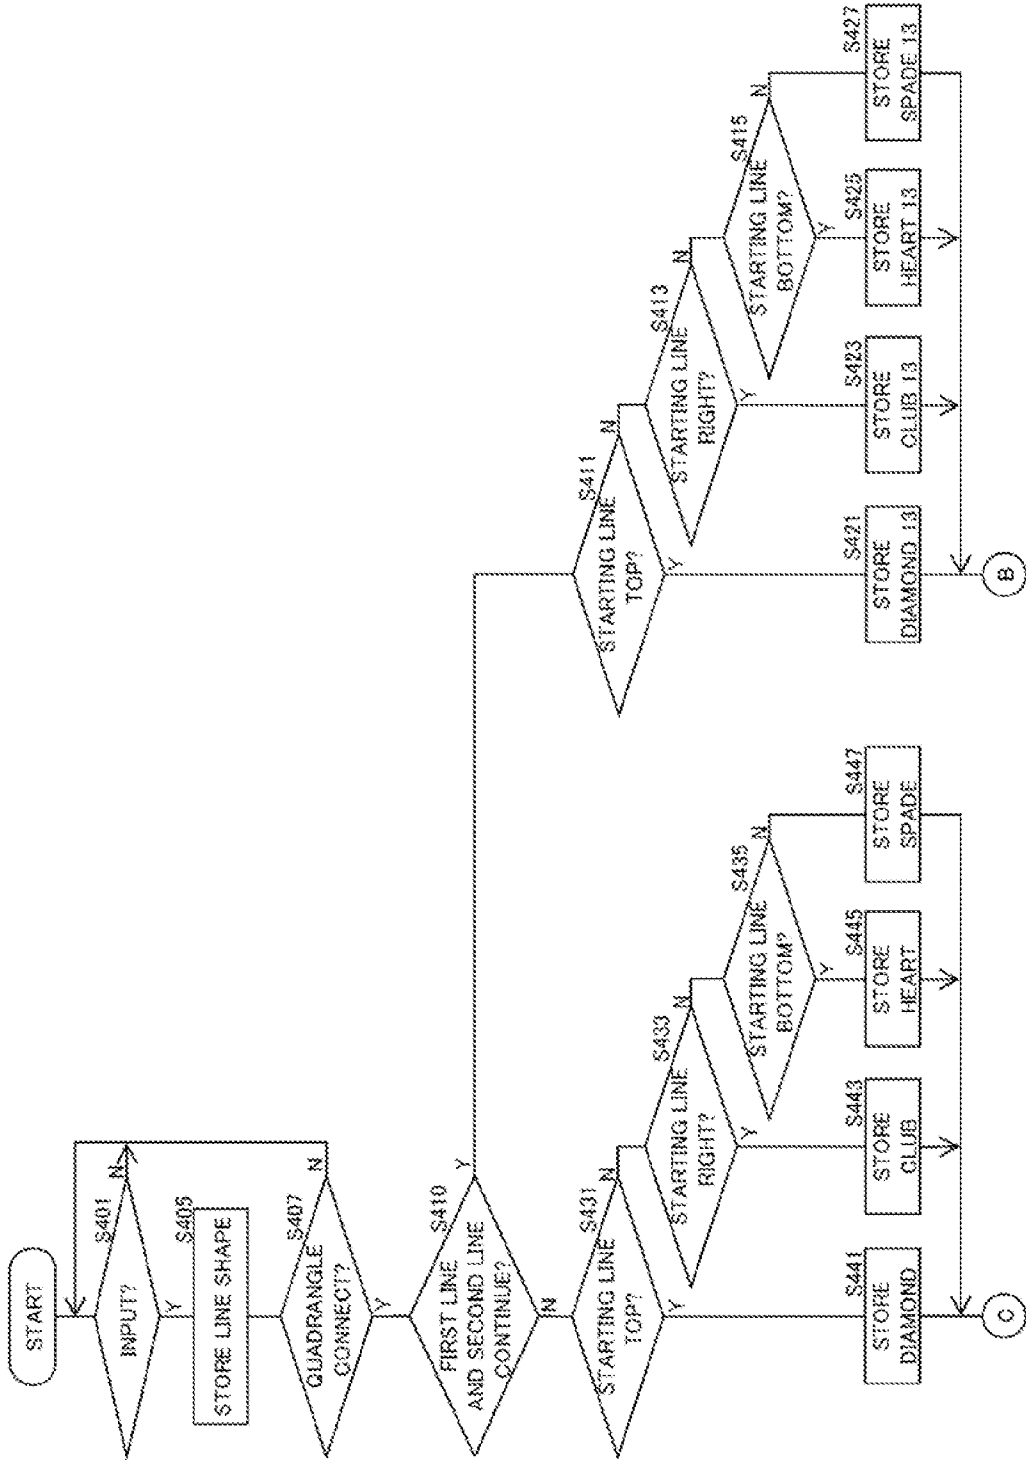 START
S401
INPUT?
N
Y
S405
STORE LINE SHAPE
S407
QUADRANGLE
CONNECT?
N
Y
S410
FIRST LINE
AND SECOND LINE
CONTINUE?
Y
N
S431
STARTING LINE
TOP?
N
Y
S433
STARTING LINE
RIGHT?
N
Y
S435
STARTING LINE
BOTTOM?
N
Y
S441
STORE
DIAMOND
S443
STORE
CLUB
S445
STORE
HEART
S447
STORE
SPADE
C
S411
STARTING LINE
TOP?
N
Y
S413
STARTING LINE
RIGHT?
N
Y
S415
STARTING LINE
BOTTOM?
N
Y
S421
STORE
DIAMOND 13
S423
STORE
CLUB 13
S425
STORE
HEART 13
S427
STORE
SPADE 13
B